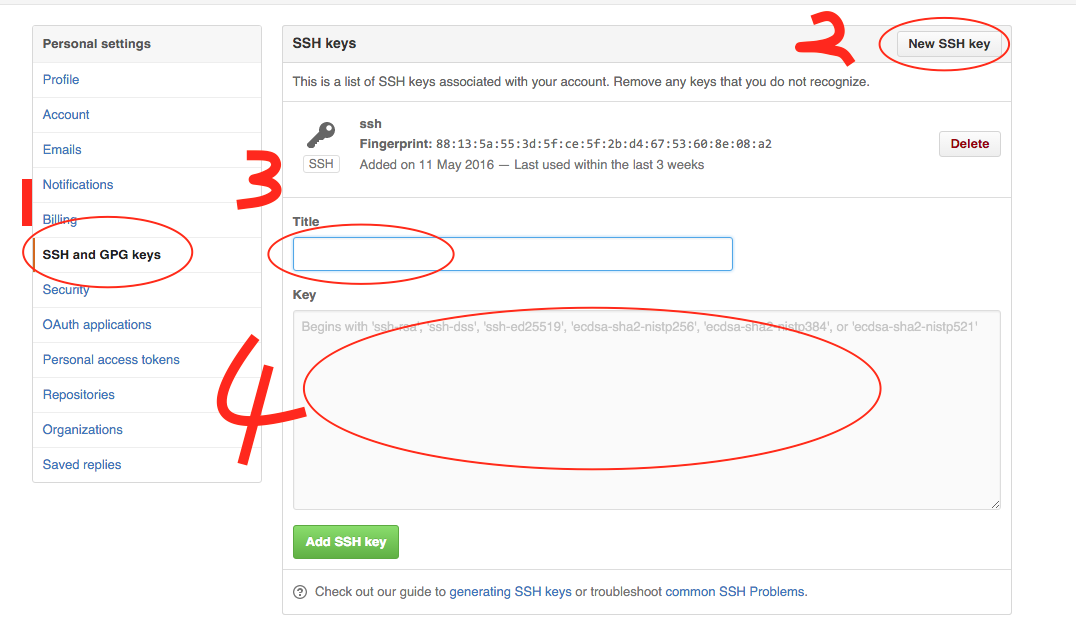 Personal settings
Profile
Account
Emails
Notifications
Billing
SSH and GPG keys
Security
OAuth applications
Personal access tokens
Repositories
Organizations
Saved replies
1
2
3
4
SSH keys
New SSH key
This is a list of SSH keys associated with your account. Remove any keys that you do not recognize.
ssh
Fingerprint: 88:13:5a:55:3d:5f:ce:5f:2b:d4:67:53:60:8e:08:a2
SSH
Added on 11 May 2016 — Last used within the last 3 weeks
Delete
Title
Key
Begins with 'ssh-rsa', 'ssh-dss', 'ssh-ed25519', 'ecdsa-sha2-nistp256', 'ecdsa-sha2-nistp384', or 'ecdsa-sha2-nistp521'
Add SSH key
? Check out our guide to generating SSH keys or troubleshoot common SSH Problems.